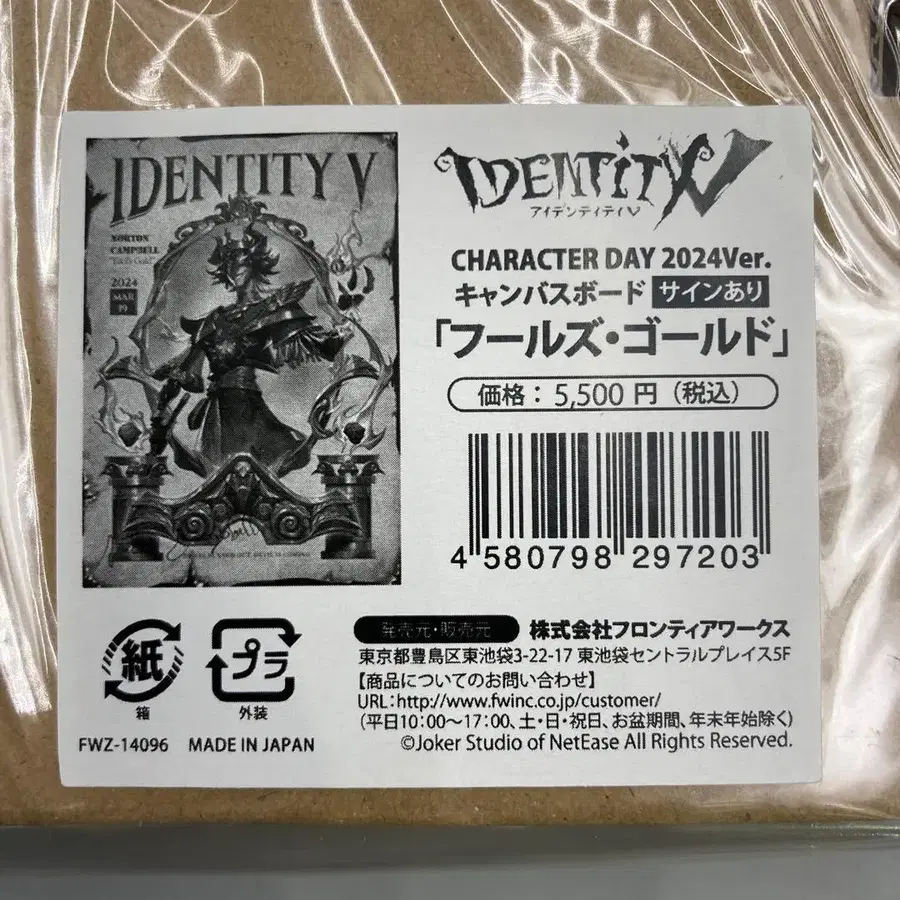 IDENTITY V
NORTON
CAMPBELL
"Fool's Gold"
2024
MAR
19
IDENTITY V
アイデンティティV
CHARACTER DAY 2024Ver.
キャンバスボード サインあり
「フールズ・ゴールド」
価格：5,500 円（税込）
4 580798 297203
紙
箱
プラ
外装
FWZ-14096 MADE IN JAPAN
発売元・販売元 株式会社フロンティアワークス
東京都豊島区東池袋3-22-17 東池袋セントラルプレイス5F
【商品についてのお問い合わせ】
URL:http://www.fwinc.co.jp/customer/
(平日10:00〜17:00、土・日・祝日、お盆期間、年末年始除く)
©Joker Studio of NetEase All Rights Reserved.